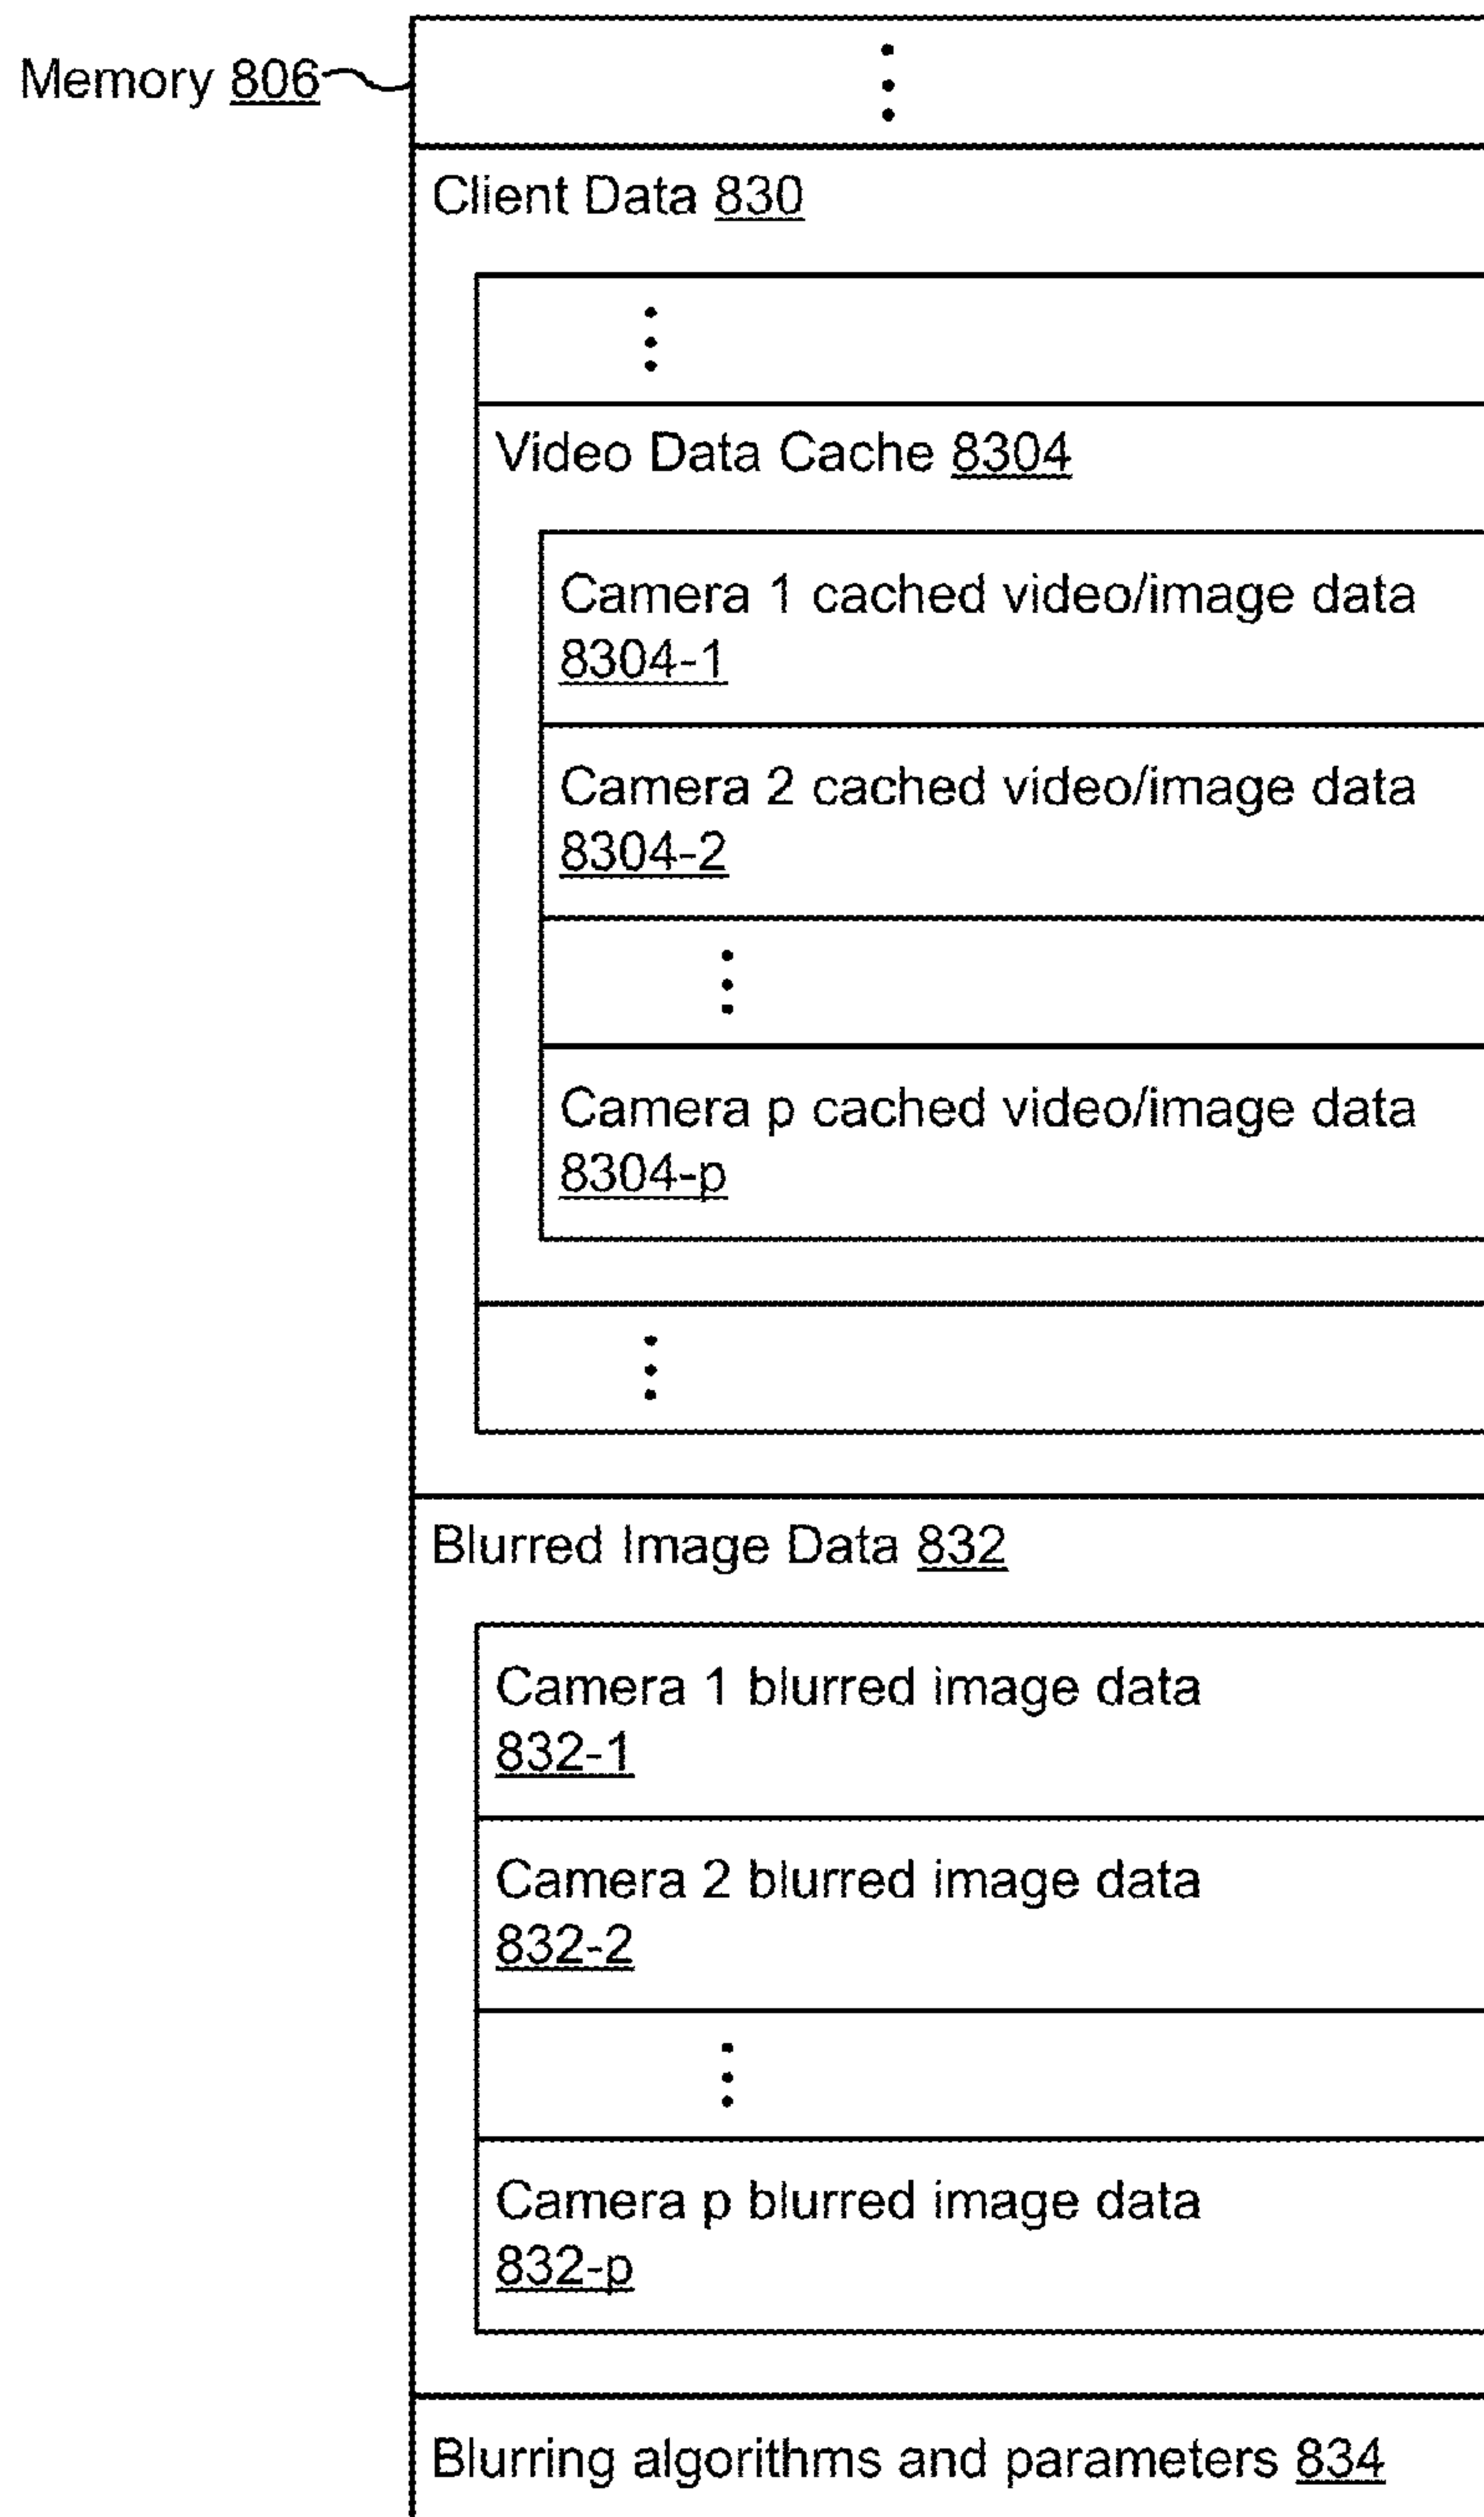 Memory 806
Client Data 830
Video Data Cache 8304
Camera 1 cached video/image data
8304-1
Camera 2 cached video/image data
8304-2
Camera p cached video/image data
8304-p
Blurred Image Data 832
Camera 1 blurred image data
832-1
Camera 2 blurred image data
832-2
Camera p blurred image data
832-p
Blurring algorithms and parameters 834